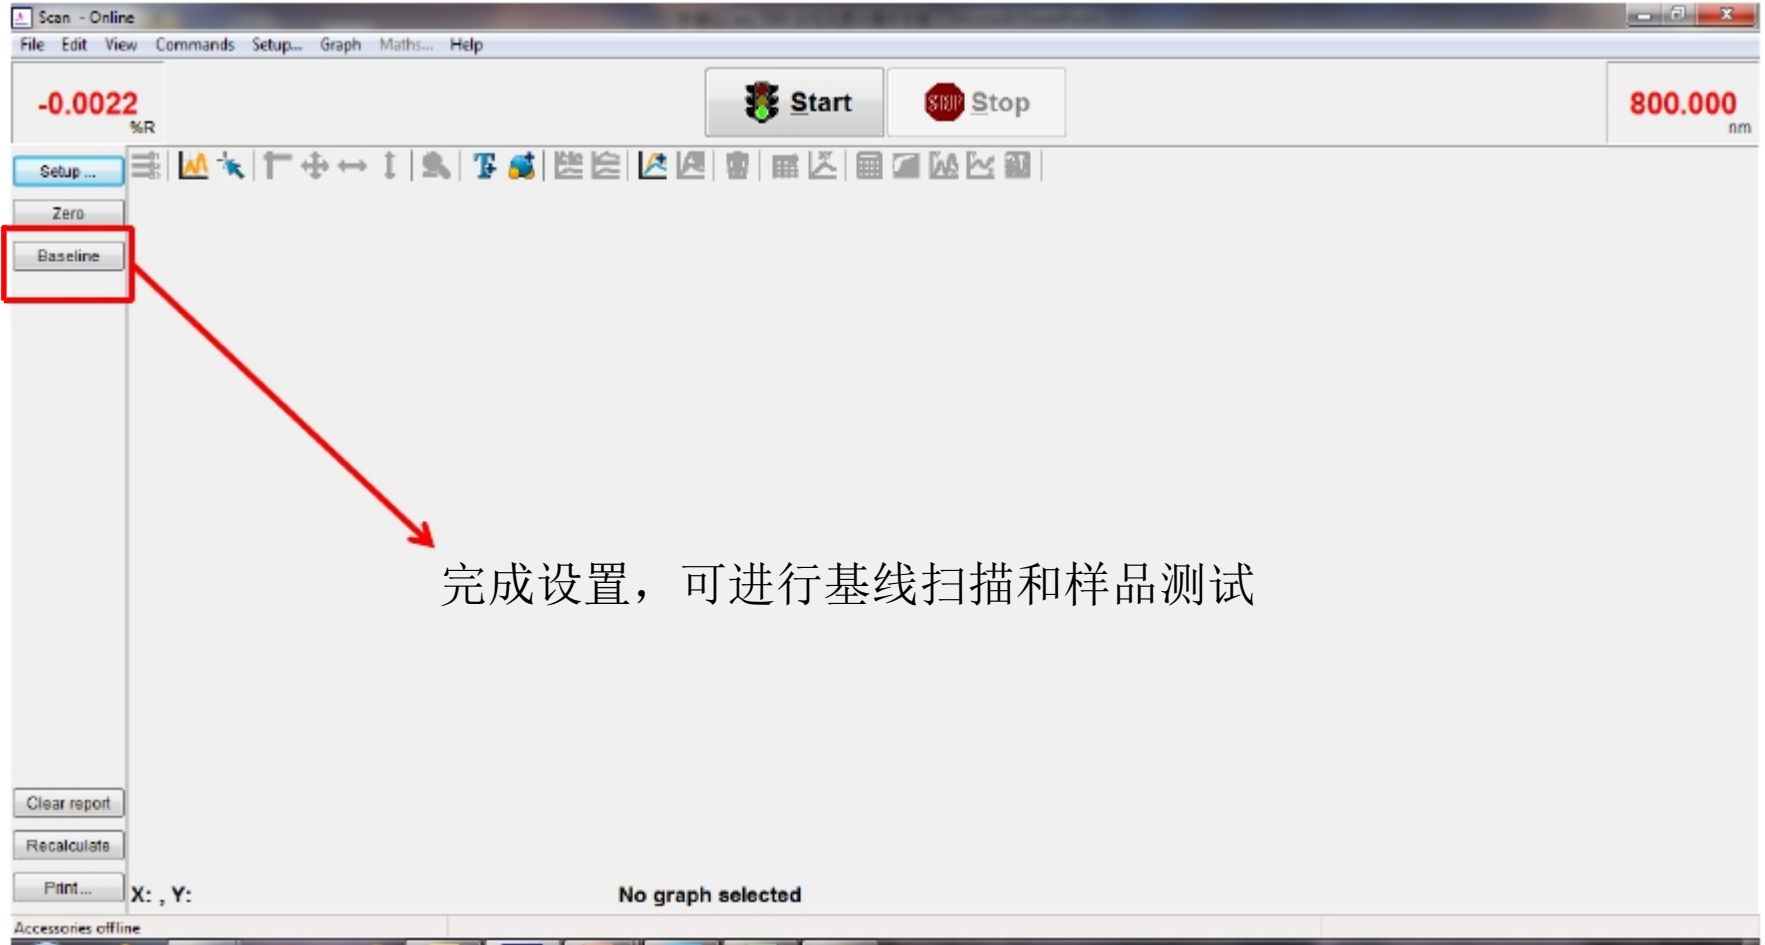 Scan - Online
File Edit View Commands Setup... Graph Maths... Help
-0.0022
%R
Start
STOP Stop
800.000
nm
Setup ...
Zero
Baseline
完成设置，可进行基线扫描和样品测试
Clear report
Recalculate
Print...
X: , Y:
No graph selected
Accessories offline